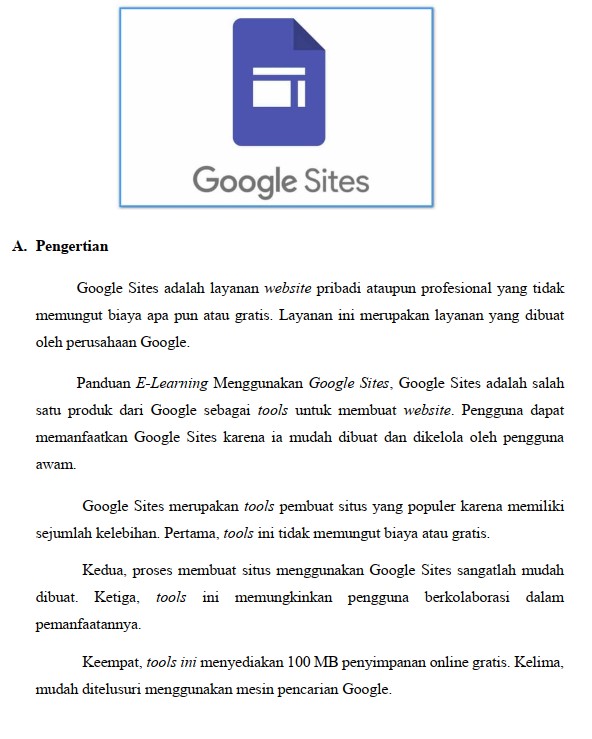 Google Sites
A. Pengertian
Google Sites adalah layanan website pribadi ataupun profesional yang tidak
memungut biaya apa pun atau gratis. Layanan ini merupakan layanan yang dibuat
oleh perusahaan Google.
Panduan E-Learning Menggunakan Google Sites, Google Sites adalah salah
satu produk dari Google sebagai tools untuk membuat website. Pengguna dapat
memanfaatkan Google Sites karena ia mudah dibuat dan dikelola oleh pengguna
awam.
Google Sites merupakan tools pembuat situs yang populer karena memiliki
sejumlah kelebihan. Pertama, tools ini tidak memungut biaya atau gratis.
Kedua, proses membuat situs menggunakan Google Sites sangatlah mudah
dibuat. Ketiga, tools ini memungkinkan pengguna berkolaborasi dalam
pemanfaatannya.
Keempat, tools ini menyediakan 100 MB penyimpanan online gratis. Kelima,
mudah ditelusuri menggunakan mesin pencarian Google.